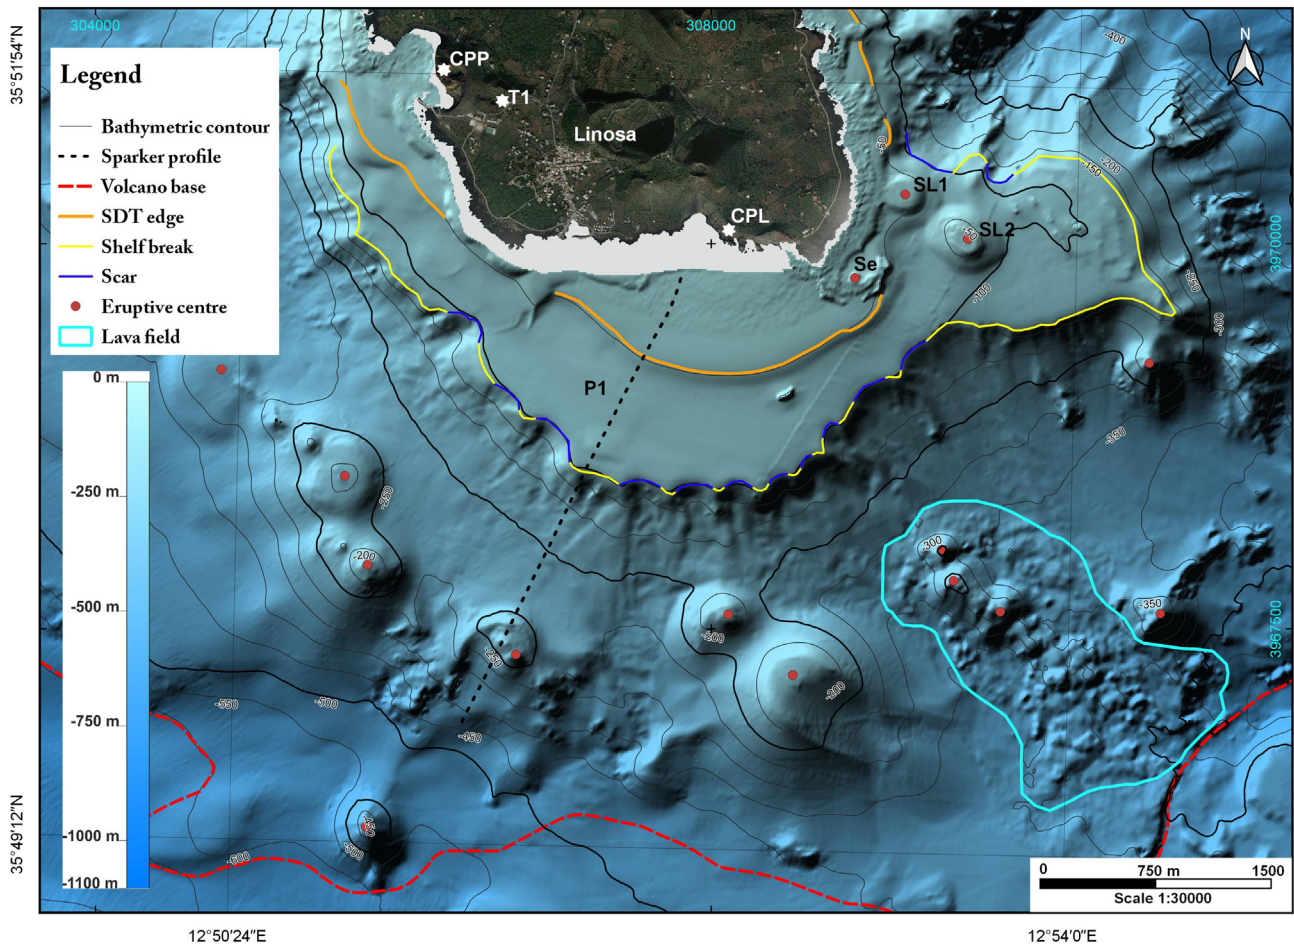 304000
308000
35°51′54″N
Legend
Bathymetric contour
Sparker profile
Volcano base
SDT edge
Shelf break
Scar
Eruptive centre
Lava field
CPP
T1
Linosa
CPL
N
-400
-50
-200
-150
SL1
-50
SL2
Se
3970000
-250
-100
-300
P1
-350
0 m
-250 m
-500 m
-750 m
-1000 m
-1100 m
-250
-200
-300
-350
3967500
-200
-250
-200
-550
-500
-450
-450
-500
-600
35°49′12″N
0 750 m 1500
Scale 1:30000
12°50′24″E
12°54′0″E